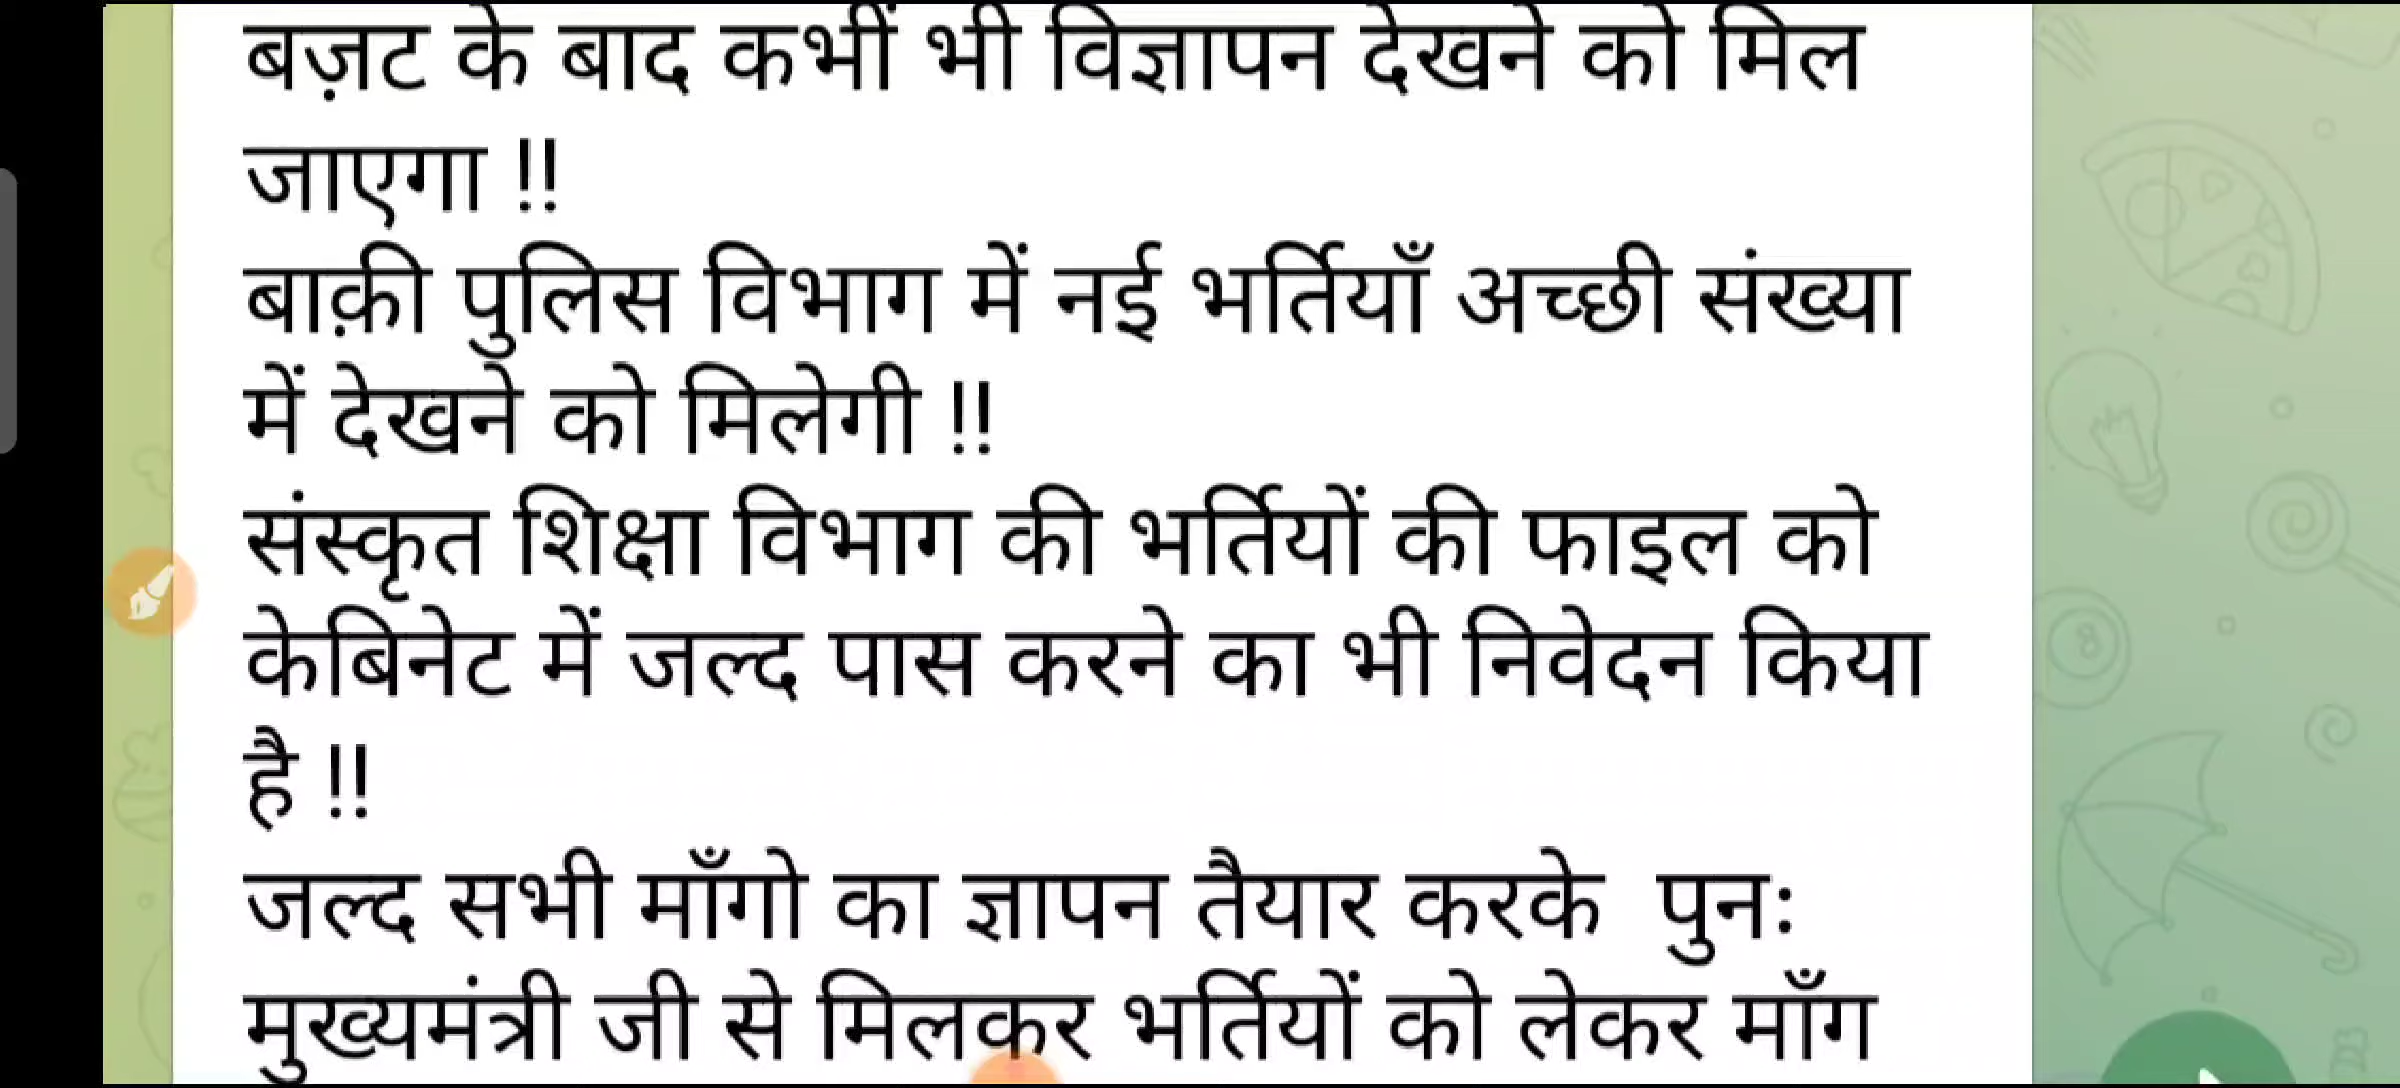 बज़ट के बाद कभी भी विज्ञापन देखने को मिल
जाएगा !!
बाक़ी पुलिस विभाग में नई भर्तियाँ अच्छी संख्या
में देखने को मिलेगी !!
संस्कृत शिक्षा विभाग की भर्तियों की फाइल को
केबिनेट में जल्द पास करने का भी निवेदन किया
है !!
जल्द सभी माँगो का ज्ञापन तैयार करके  पुनः
मुख्यमंत्री जी से मिलकर भर्तियों को लेकर माँग